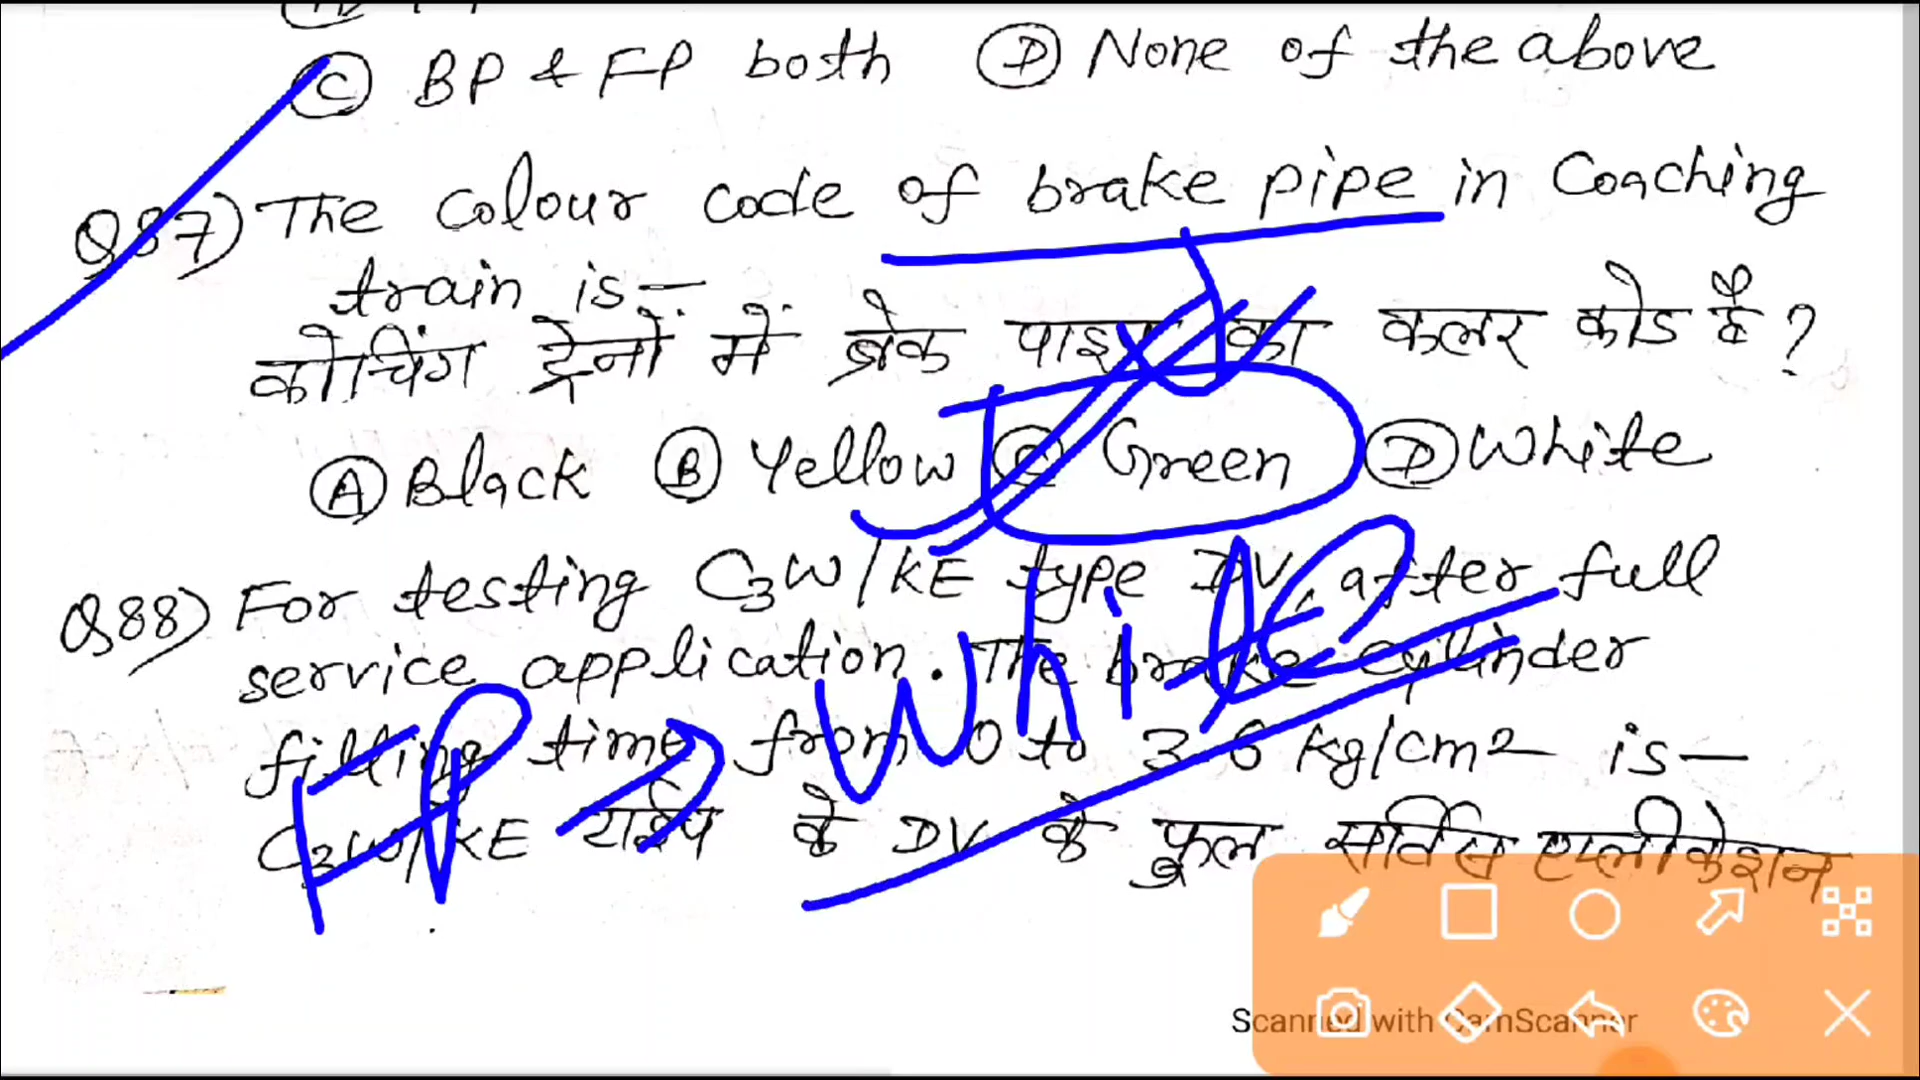 Ⓒ BP & FP both Ⓓ None of the above
Q87) The colour code of brake pipe in Coaching
train is—
कोचिंग ट्रेनों में ब्रेक पाइप का कलर कोड है ?
Ⓐ Black Ⓑ Yellow Ⓒ Green Ⓓ White
Q88) For testing C3W/KE type DV, after full
service application. The brake cylinder
filling time from 0 to 3.6 kg/cm2 is—
C3W/KE टाईप के DV के फुल सर्विस एप्लीकेशन
FP → White
Scanned with CamScanner